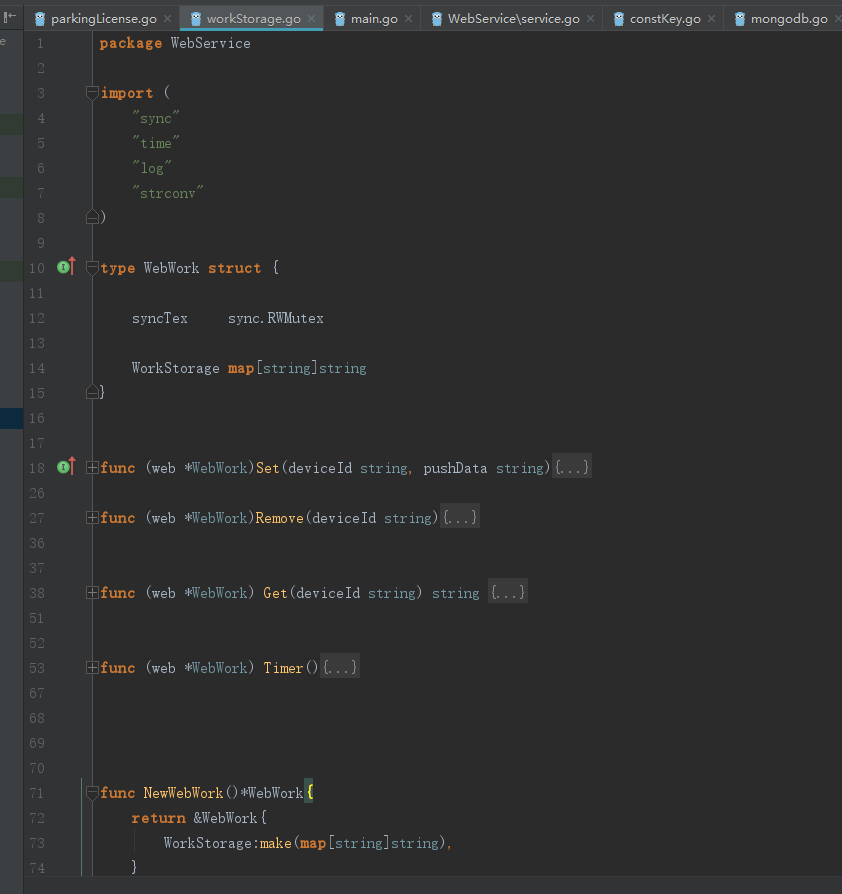 parkingLicense.go × workStorage.go × main.go × WebService\service.go × constKey.go × mongodb.go ×
1 package WebService
2
3 import (
4 "sync"
5 "time"
6 "log"
7 "strconv"
8 )
9
10 type WebWork struct {
11
12 syncTex sync.RWMutex
13
14 WorkStorage map[string]string
15 }
16
17
18 func (web *WebWork)Set(deviceId string, pushData string){...}
26
27 func (web *WebWork)Remove(deviceId string){...}
36
37
38 func (web *WebWork) Get(deviceId string) string {...}
51
52
53 func (web *WebWork) Timer(){...}
67
68
69
70
71 func NewWebWork()*WebWork{
72 return &WebWork{
73 WorkStorage:make(map[string]string),
74 }